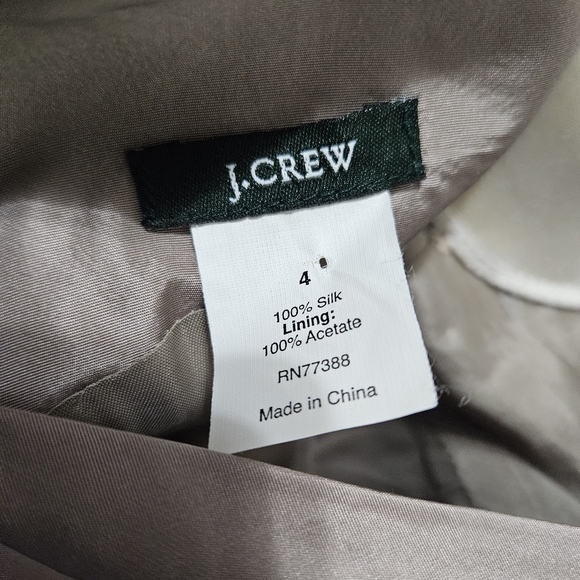 J.CREW
4
100% Silk
Lining:
100% Acetate
RN77388
Made in China